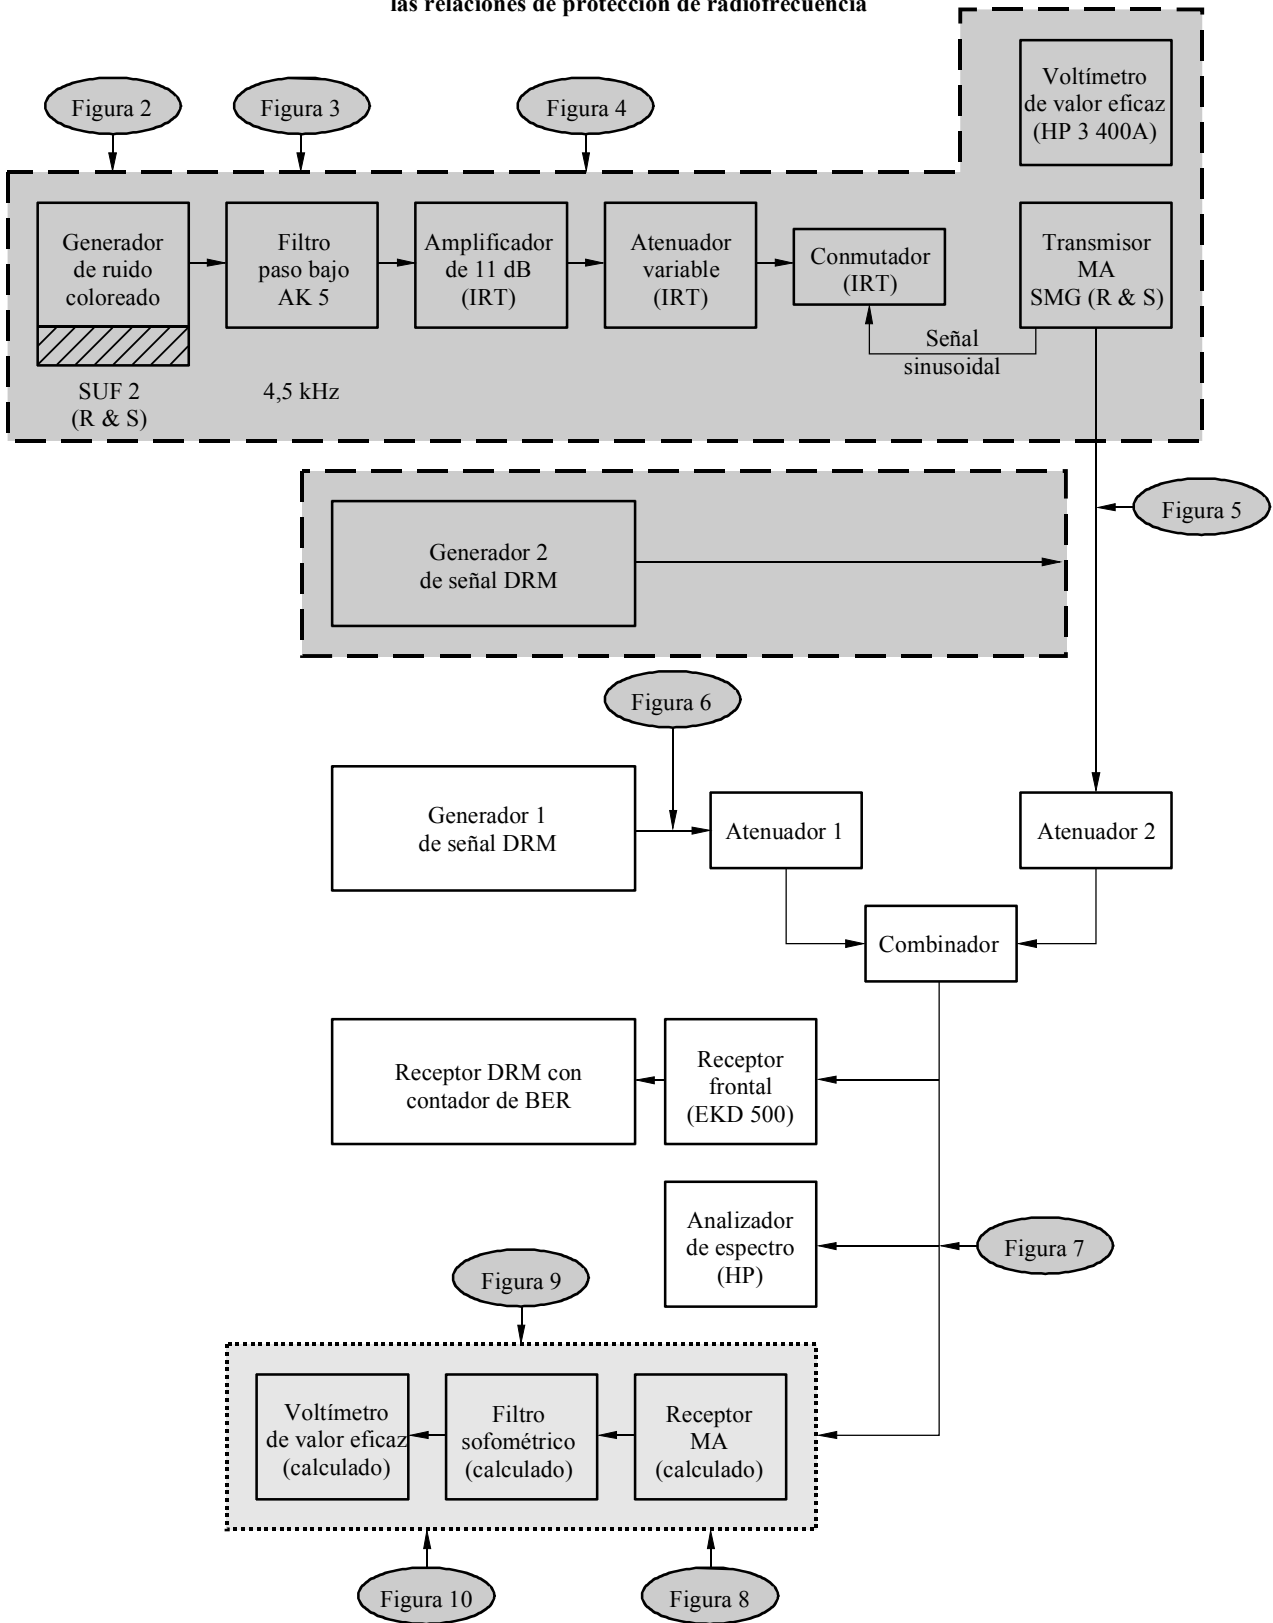 las relaciones de protección de radiofrecuencia
Voltímetro
de valor eficaz
(HP 3 400A)
Figura 2
Figura 3
Figura 4
Generador
de ruido
coloreado
Filtro
paso bajo
AK 5
Amplificador
de 11 dB
(IRT)
Atenuador
variable
(IRT)
Conmutador
(IRT)
Transmisor
MA
SMG (R & S)
Señal
sinusoidal
SUF 2
(R & S)
4,5 kHz
Figura 5
Generador 2
de señal DRM
Figura 6
Generador 1
de señal DRM
Atenuador 1
Atenuador 2
Combinador
Receptor DRM con
contador de BER
Receptor
frontal
(EKD 500)
Analizador
de espectro
(HP)
Figura 7
Figura 9
Voltímetro
de valor eficaz
(calculado)
Filtro
sofométrico
(calculado)
Receptor
MA
(calculado)
Figura 10
Figura 8